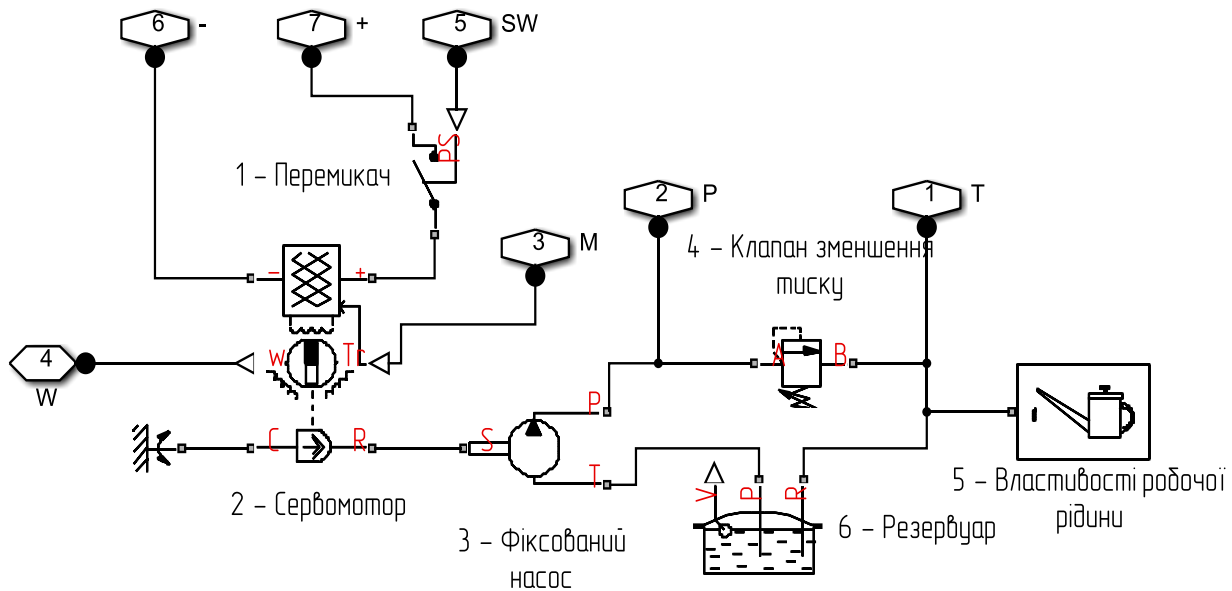 6 -
7 +
5 SW
PS
1 – Перемикач
2 P
1 T
3 M
4 – Клапан зменшення
тиску
- +
4
W
w Tr
A B
P
C R
S
T
V P R
2 – Сервомотор
3 – Фіксований
насос
6 – Резервуар
5 – Властивості робочої
рідини